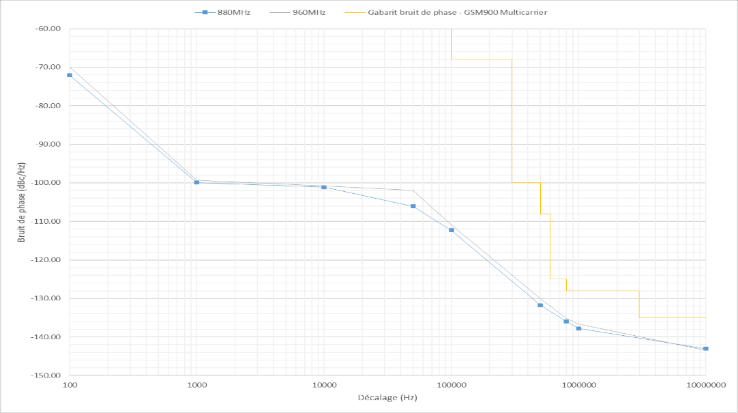 880MHz 960MHz Gabarit bruit de phase - GSM900 Multicarrier
-60.00
-70.00
-80.00
-90.00
-100.00
-110.00
-120.00
-130.00
-140.00
-150.00
Bruit de phase (dBc/Hz)
100 1000 10000 100000 1000000 10000000
Décalage (Hz)